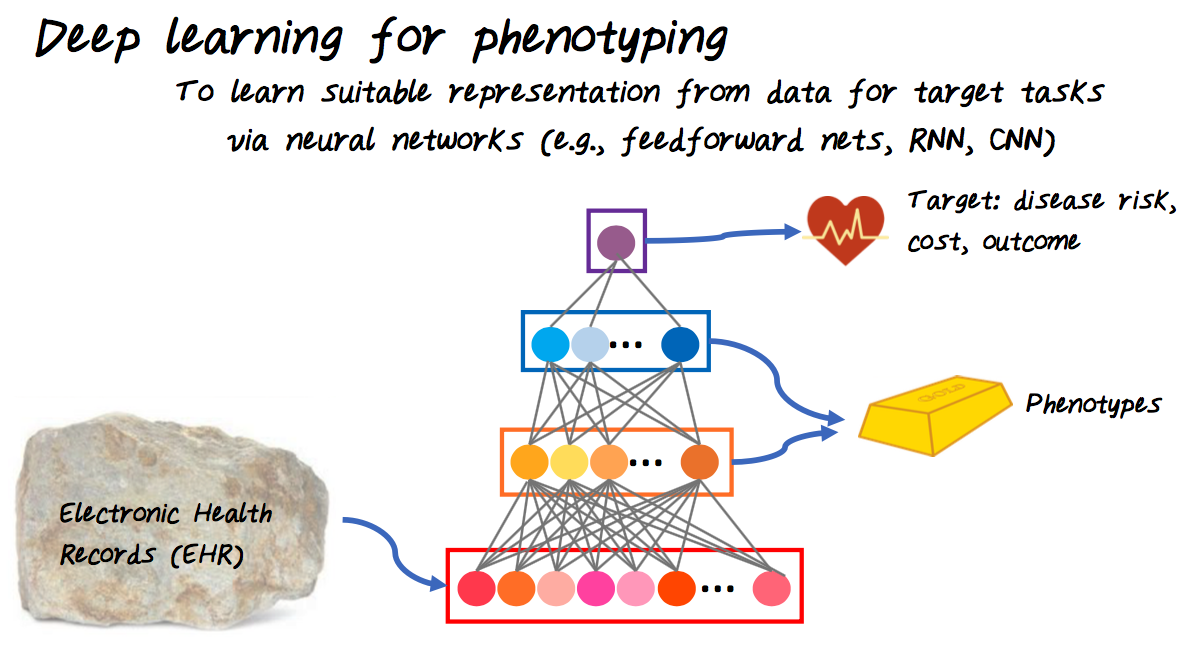 Deep learning for phenotyping
To learn suitable representation from data for target tasks
via neural networks (e.g., feedforward nets, RNN, CNN)
Target: disease risk,
cost, outcome
...
GOLD
Phenotypes
...
Electronic Health
Records (EHR)
...